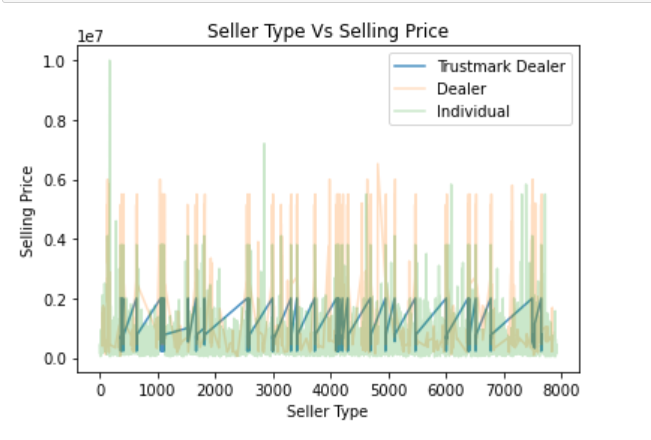 Seller Type Vs Selling Price
1e7
Trustmark Dealer
Dealer
Individual
1.0
0.8
0.6
0.4
0.2
0.0
Selling Price
0 1000 2000 3000 4000 5000 6000 7000 8000
Seller Type